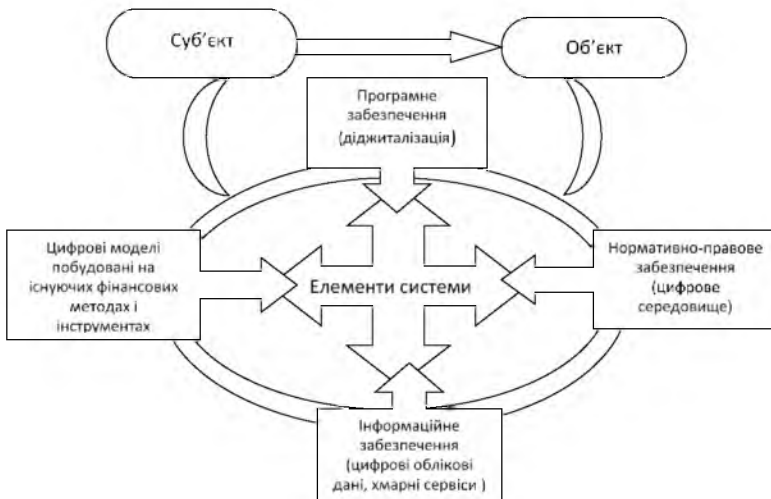 Суб’єкт
Об’єкт
Програмне
забезпечення
(діджиталізація)
Цифрові моделі
побудовані на
існуючих фінансових
методах і
інструментах
Елементи системи
Нормативно-правове
забезпечення
(цифрове
середовище)
Інформаційне
забезпечення
(цифрові облікові
дані, хмарні сервіси )